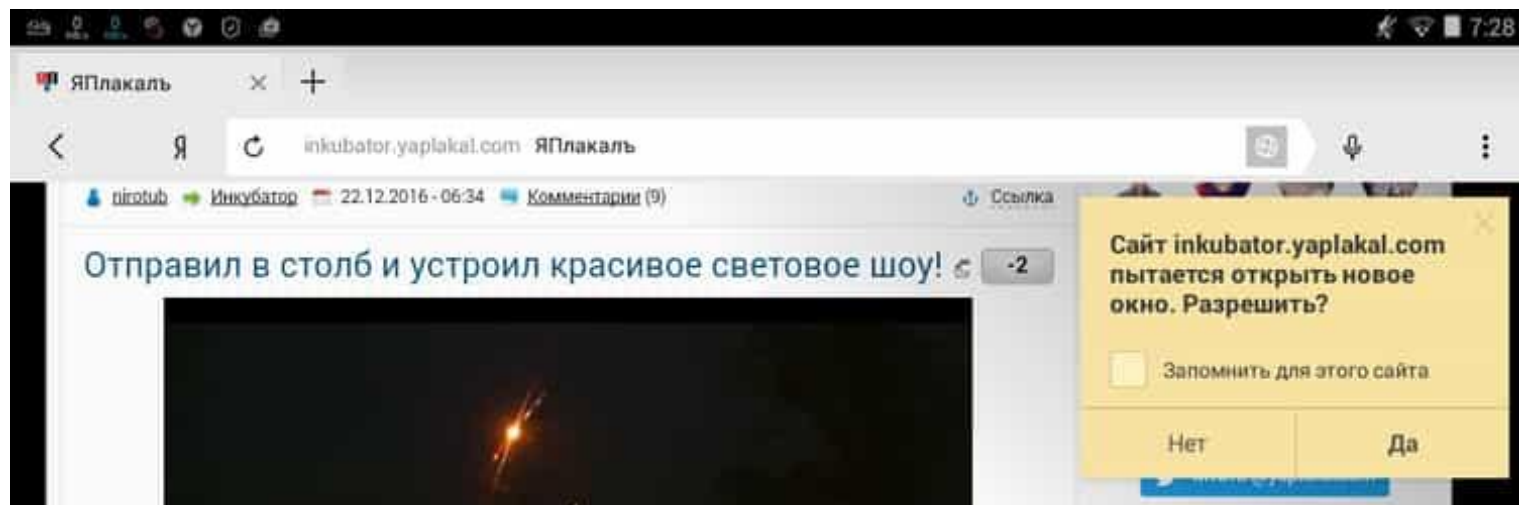 7:28
ЯПлакалъ
Я inkubator.yaplakal.com ЯПлакалъ
nirotub Инкубатор 22.12.2016 - 06:34 Комментарии (9) Ссылка
Отправил в столб и устроил красивое световое шоу! -2
Сайт inkubator.yaplakal.com
пытается открыть новое
окно. Разрешить?
Запомнить для этого сайта
Нет Да